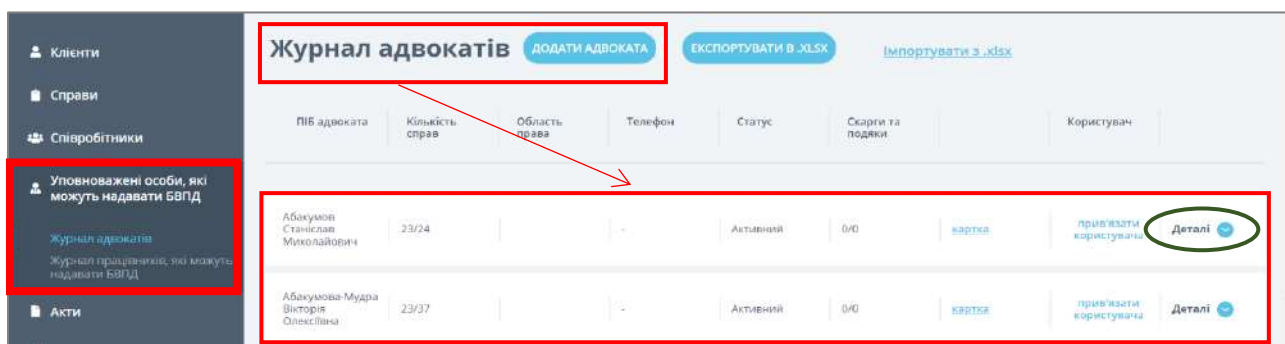 Клієнти
Справи
Співробітники
Уповноважені особи, які
можуть надавати БВПД
Журнал адвокатів
Журнал працівників, які можуть
надавати БВПД
Акти
Журнал адвокатів
ДОДАТИ АДВОКАТА
ЕКСПОРТУВАТИ В .XLSX
Імпортувати з .xlsx
ПІБ адвоката
Кількість
справ
Область
права
Телефон
Статус
Скарги та
подяки
Користувач
Абакумов
Станіслав
Миколайович
23/24
-
Активний
0/0
картка
прив'язати
користувача
Деталі
Абакумова-Мудра
Вікторія
Олексіївна
23/37
-
Активний
0/0
картка
прив'язати
користувача
Деталі